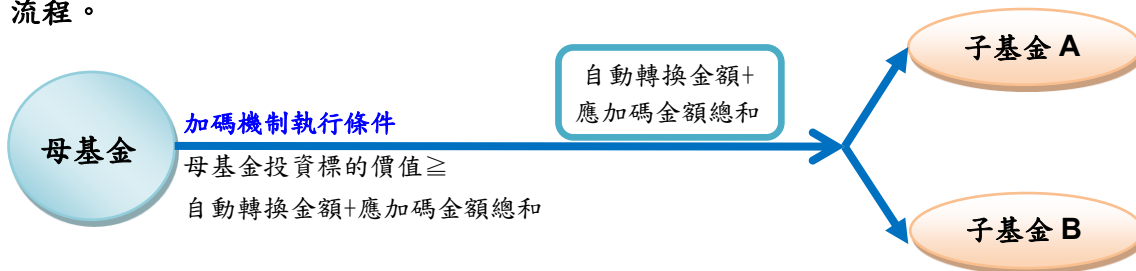 流程。
子基金 A
自動轉換金額+
應加碼金額總和
加碼機制執行條件
母基金
母基金投資標的價值≧
自動轉換金額+應加碼金額總和
子基金 B